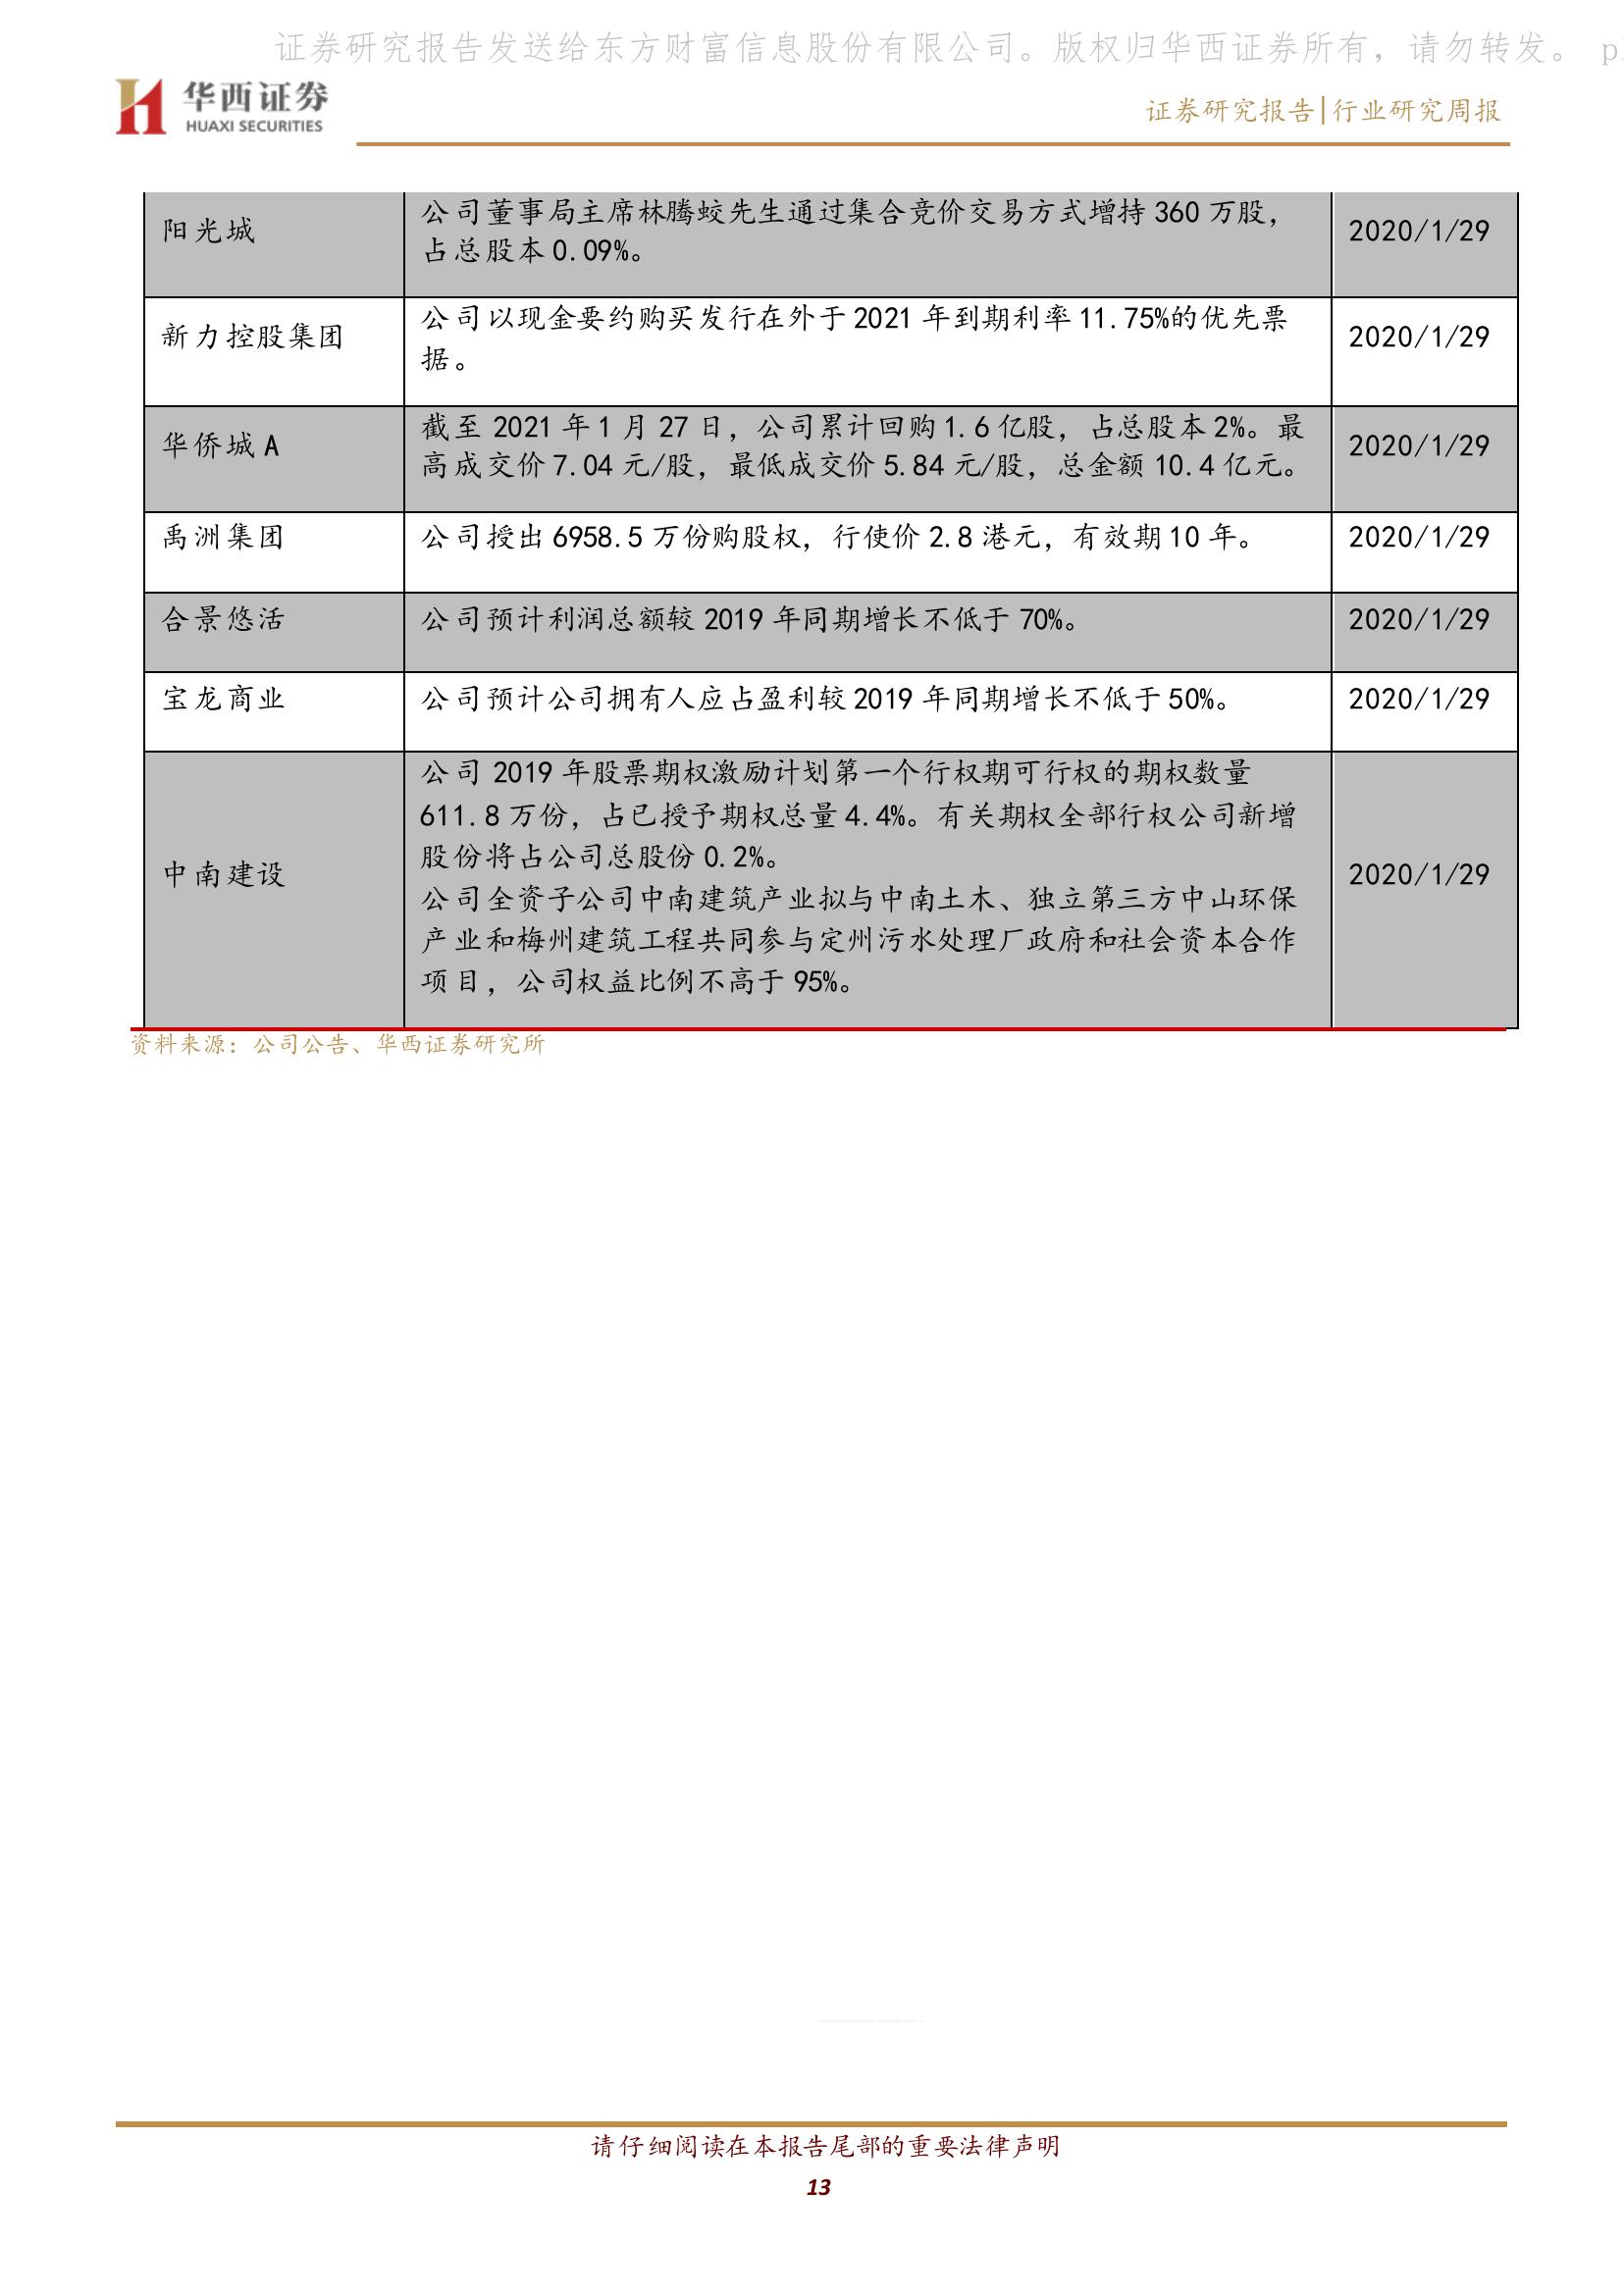 证券研究报告发送给东方财富信息股份有限公司。版权归华西证券所有，请勿转发。 p
华西证券
HUAXI SECURITIES
证券研究报告|行业研究周报
阳光城
公司董事局主席林腾蛟先生通过集合竞价交易方式增持 360 万股，
占总股本 0.09%。
2020/1/29
新力控股集团
公司以现金要约购买发行在外于 2021 年到期利率 11.75%的优先票
据。
2020/1/29
华侨城 A
截至 2021 年 1 月 27 日，公司累计回购 1.6 亿股，占总股本 2%。最
高成交价 7.04 元/股，最低成交价 5.84 元/股，总金额 10.4 亿元。
2020/1/29
禹洲集团
公司授出 6958.5 万份购股权，行使价 2.8 港元，有效期 10 年。
2020/1/29
合景悠活
公司预计利润总额较 2019 年同期增长不低于 70%。
2020/1/29
宝龙商业
公司预计公司拥有人应占盈利较 2019 年同期增长不低于 50%。
2020/1/29
中南建设
公司 2019 年股票期权激励计划第一个行权期可行权的期权数量
611.8 万份，占已授予期权总量 4.4%。有关期权全部行权公司新增
股份将占公司总股份 0.2%。
公司全资子公司中南建筑产业拟与中南土木、独立第三方中山环保
产业和梅州建筑工程共同参与定州污水处理厂政府和社会资本合作
项目，公司权益比例不高于 95%。
2020/1/29
资料来源：公司公告、华西证券研究所
请仔细阅读在本报告尾部的重要法律声明
13